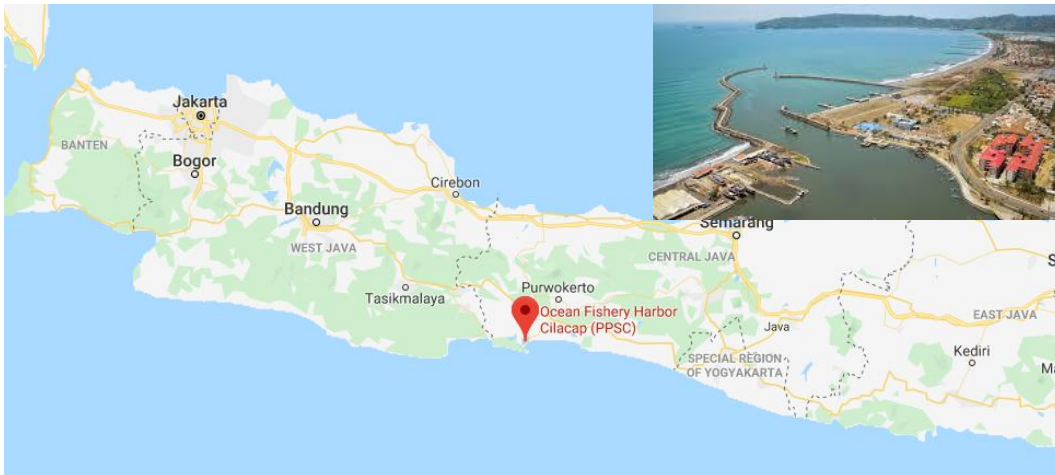 Jakarta
BANTEN
Bogor
Cirebon
Bandung
WEST JAVA
Semarang
CENTRAL JAVA
Tasikmalaya
Purwokerto
Ocean Fishery Harbor
Cilacap (PPSC)
Java
EAST JAVA
SPECIAL REGION
OF YOGYAKARTA
Kediri